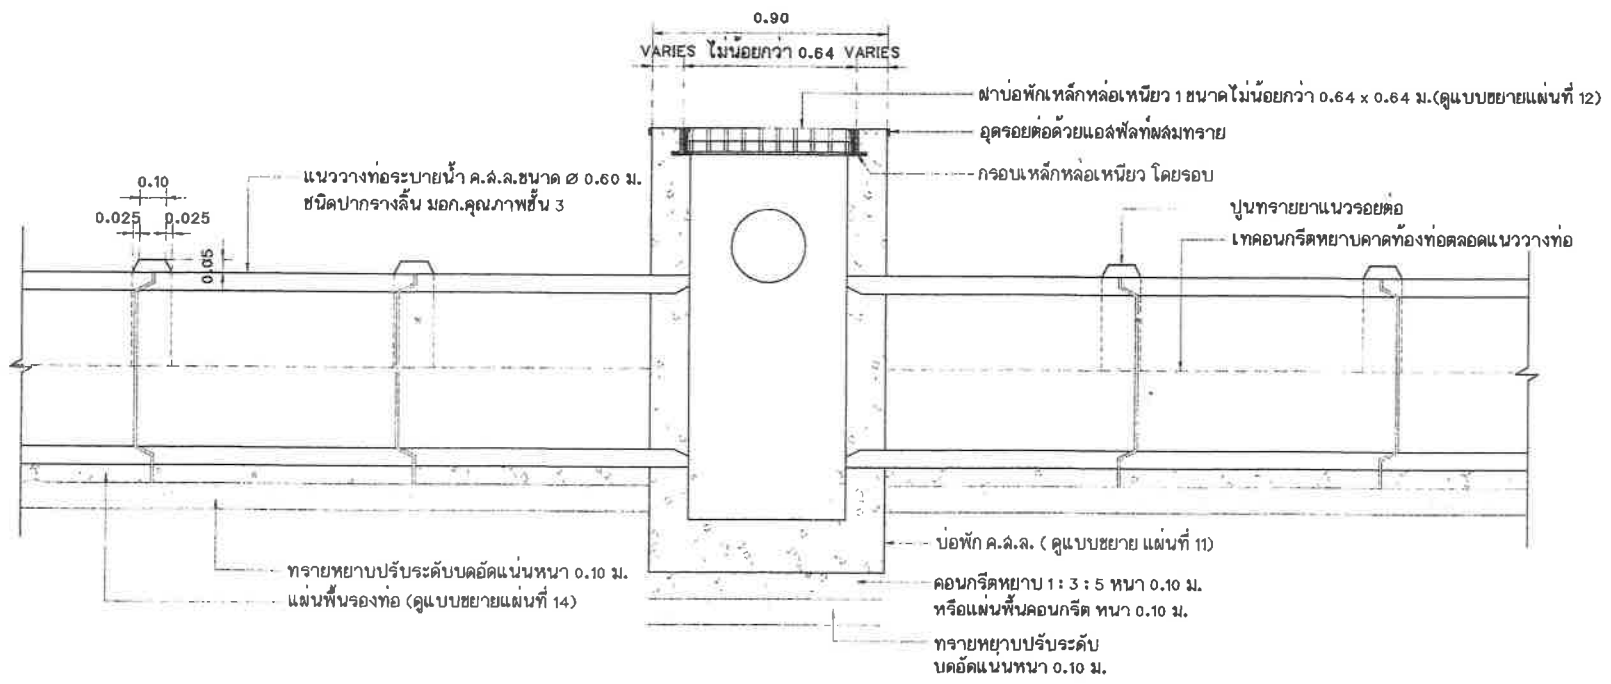 0.90
VARIES ไม่น้อยกว่า 0.64 VARIES
ฝาบ่อพักเหล็กหล่อเหนียว 1 ขนาดไม่น้อยกว่า 0.64 x 0.64 ม.(ดูแบบขยายแผ่นที่ 12)
อุดรอยต่อด้วยแอสฟัลท์ผสมทราย
กรอบเหล็กหล่อเหนียว โดยรอบ
แนววางท่อระบายน้ำ ค.ส.ล.ขนาด Ø 0.60 ม.
ชนิดปากรางลิ้น มอก.คุณภาพชั้น 3
0.10
0.025
0.025
0.05
ปูนทรายยาแนวรอยต่อ
เทคอนกรีตหยาบคาดท้องท่อตลอดแนววางท่อ
บ่อพัก ค.ส.ล. ( ดูแบบขยาย แผ่นที่ 11)
ทรายหยาบปรับระดับบดอัดแน่นหนา 0.10 ม.
แผ่นพื้นรองท่อ (ดูแบบขยายแผ่นที่ 14)
คอนกรีตหยาบ 1 : 3 : 5 หนา 0.10 ม.
หรือแผ่นพื้นคอนกรีต หนา 0.10 ม.
ทรายหยาบปรับระดับ
บดอัดแน่นหนา 0.10 ม.